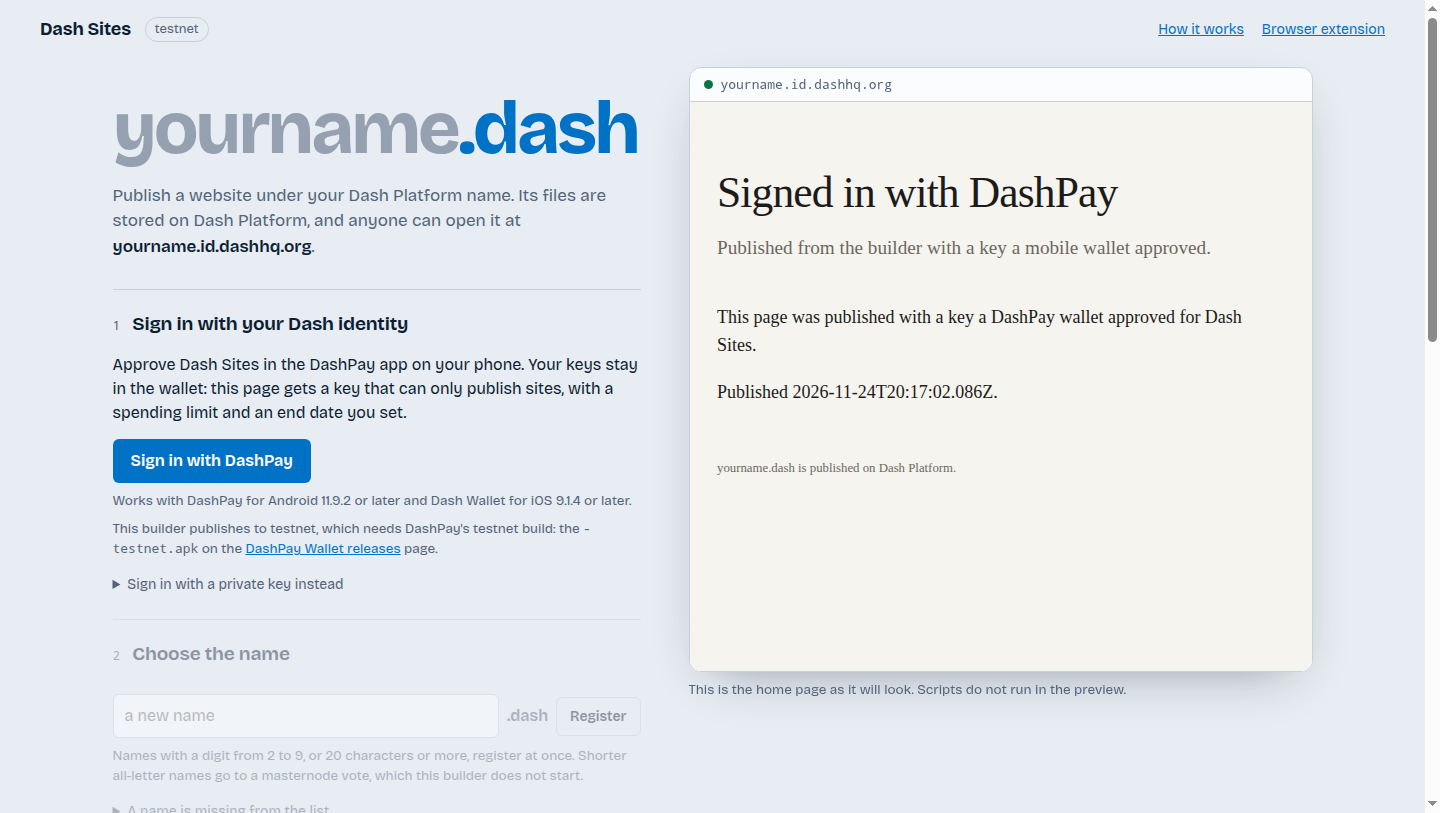 Dash Sites
testnet
How it works
Browser extension
yourname.dash
Publish a website under your Dash Platform name. Its files are
stored on Dash Platform, and anyone can open it at
yourname.id.dashhq.org.
1 Sign in with your Dash identity
Approve Dash Sites in the DashPay app on your phone. Your keys stay
in the wallet: this page gets a key that can only publish sites, with a
spending limit and an end date you set.
Sign in with DashPay
Works with DashPay for Android 11.9.2 or later and Dash Wallet for iOS 9.1.4 or later.
This builder publishes to testnet, which needs DashPay's testnet build: the -
testnet.apk on the DashPay Wallet releases page.
Sign in with a private key instead
2 Choose the name
a new name
.dash
Register
Names with a digit from 2 to 9, or 20 characters or more, register at once. Shorter
all-letter names go to a masternode vote, which this builder does not start.
A name is missing from the list
yourname.id.dashhq.org
Signed in with DashPay
Published from the builder with a key a mobile wallet approved.
This page was published with a key a DashPay wallet approved for Dash
Sites.
Published 2026-11-24T20:17:02.086Z.
yourname.dash is published on Dash Platform.
This is the home page as it will look. Scripts do not run in the preview.